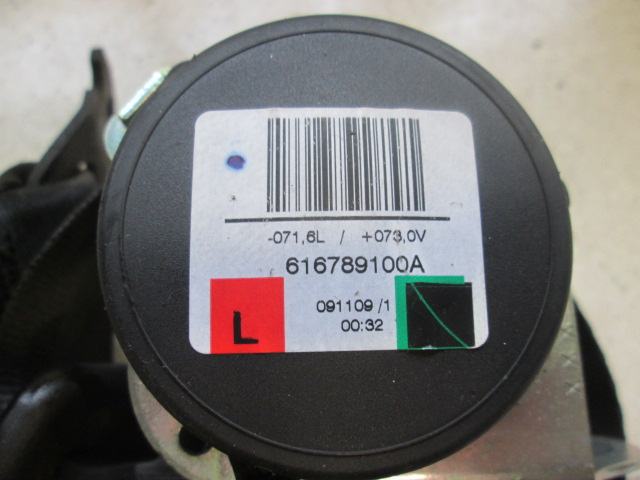 -071,6L / +073,0V
616789100A
091109 /1
00:32
L